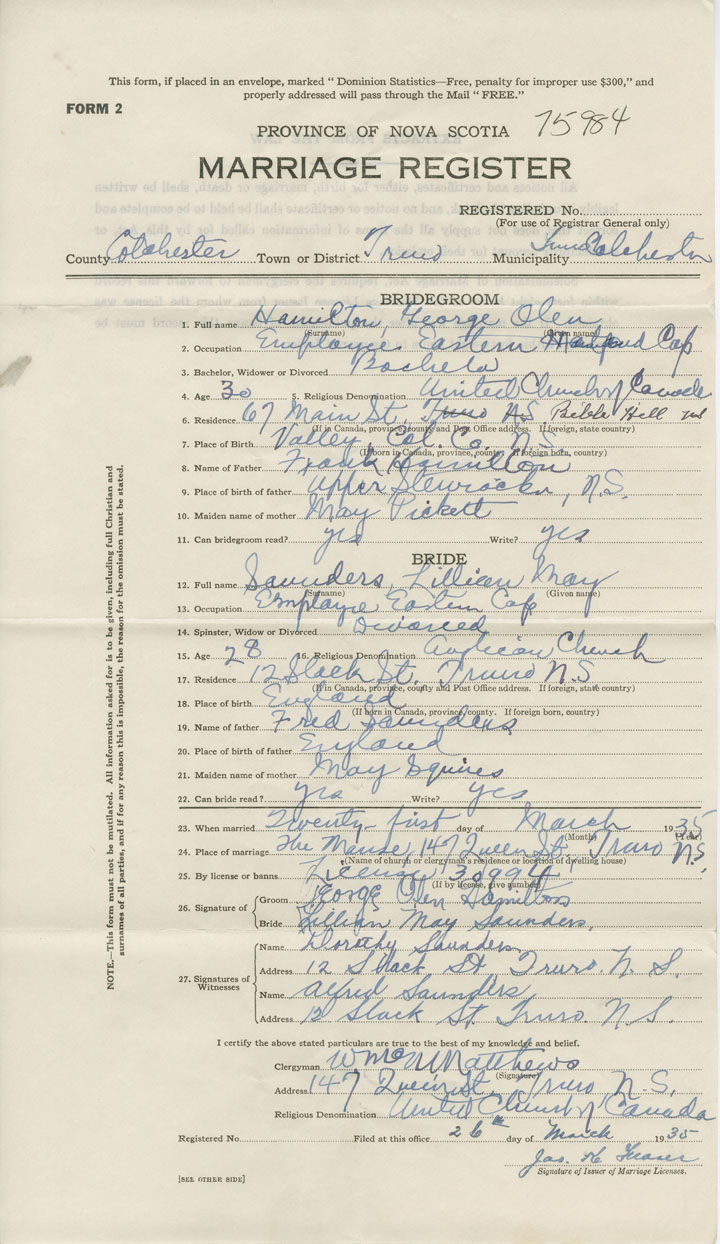 This form, if placed in an envelope, marked “ Dominion Statistics—Free, penalty for improper use $300,” and
properly addressed will pass through the Mail “ FREE.”
FORM 2
PROVINCE OF NOVA SCOTIA 75984
MARRIAGE REGISTER
REGISTERED No.
(For use of Registrar General only)
County Colchester Town or District Truro Municipality Colchester
BRIDEGROOM
1. Full name Hamilton, George Olen
(Surname) (Given name)
2. Occupation Employee Eastern Cap
3. Bachelor, Widower or Divorced Bachelor
4. Age 30 5. Religious Denomination United Church of Canada
6. Residence 67 Main St, Truro NS Bible Hill
(If in Canada, province, county and Post Office address. If foreign, state country)
7. Place of Birth Valley, Col. Co. N.S.
(If born in Canada, province, county. If foreign born, country)
8. Name of Father Frank Hamilton
9. Place of birth of father Upper Stewiacke, N.S.
10. Maiden name of mother May Pickett
11. Can bridegroom read? yes Write? yes
BRIDE
12. Full name Saunders, Lillian May
(Surname) (Given name)
13. Occupation Employee Eastern Cap
14. Spinster, Widow or Divorced Divorced
15. Age 28 16. Religious Denomination Anglican Church
17. Residence 12 Slack St. Truro N.S
(If in Canada, province, county and Post Office address. If foreign, state country)
18. Place of birth England
(If born in Canada, province, county. If foreign born, country)
19. Name of father Fred Saunders
20. Place of birth of father England
21. Maiden name of mother May Squires
22. Can bride read? yes Write? yes
23. When married Twenty-first day of March 1935
(Month) (Year)
24. Place of marriage The Manse, 147 Queen St, Truro N.S.
(Name of church or clergyman's residence or location of dwelling house)
25. By license or banns License 30994
(If by license, give number)
26. Signature of Groom George Olen Hamilton
Bride Lillian May Saunders.
27. Signatures of Witnesses
Name Dorothy Saunders
Address 12 Slack St Truro. N. S.
Name Alfred Saunders
Address 12 Slack St. Truro. N.S.
I certify the above stated particulars are true to the best of my knowledge and belief.
Clergyman Wm McN Matthews
(Signature)
Address 147 Queen St. Truro N.S.
Religious Denomination United Church of Canada
Registered No. Filed at this office 26th day of March 1935
Jas. K. Fraser
Signature of Issuer of Marriage Licenses.
[SEE OTHER SIDE]
NOTE.—This form must not be mutilated. All information asked for is to be given, including full Christian and
surnames of all parties, and if for any reason this is impossible, the reason for the omission must be stated.